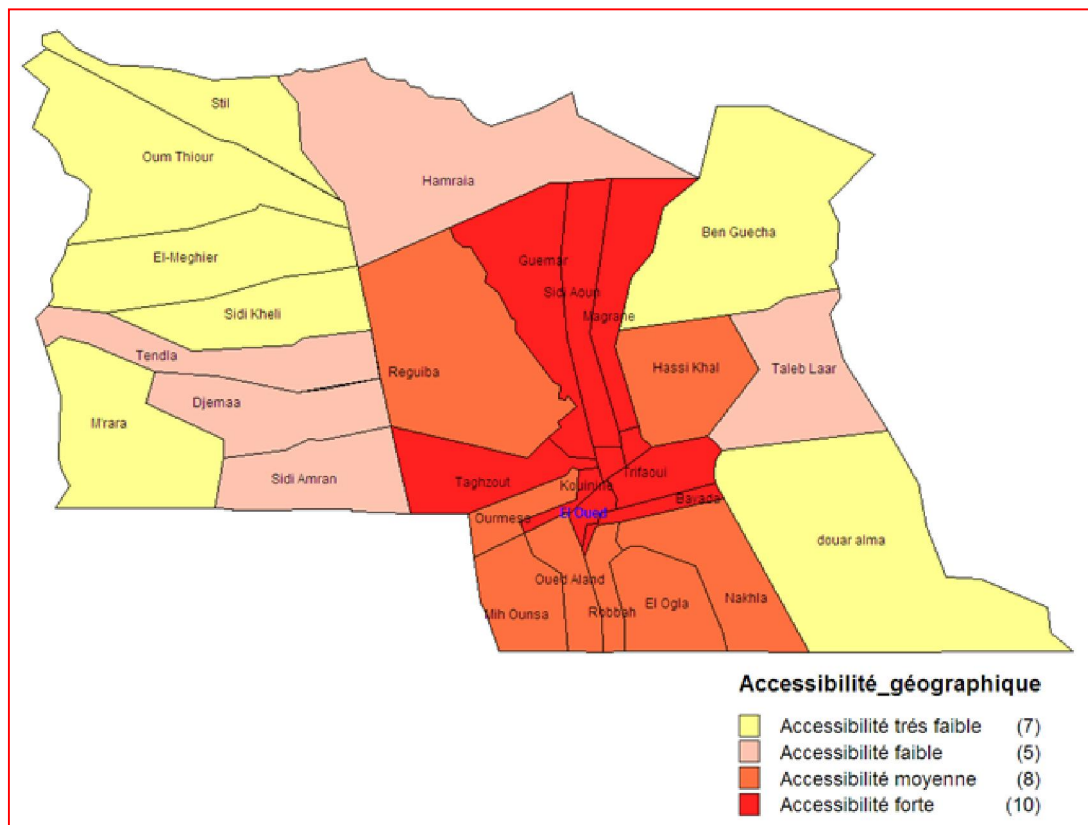 Stil
Oum Thiour
Hamraia
Ben Guecha
El-Meghier
Guemar
Sidi Aoun
Sidi Kheli
Magrane
Tendla
Reguiba
Hassi Khal
Taleb Laar
Djemaa
M'rara
Sidi Amran
Taghzout
Trifaoui
Kouinine
Bayada
Ourmess
El Oued
douar alma
Oued Aland
Mih Ounsa
Robbah
El Ogla
Nakhla
Accessibilité_géographique
Accessibilité trés faible (7)
Accessibilité faible (5)
Accessibilité moyenne (8)
Accessibilité forte (10)